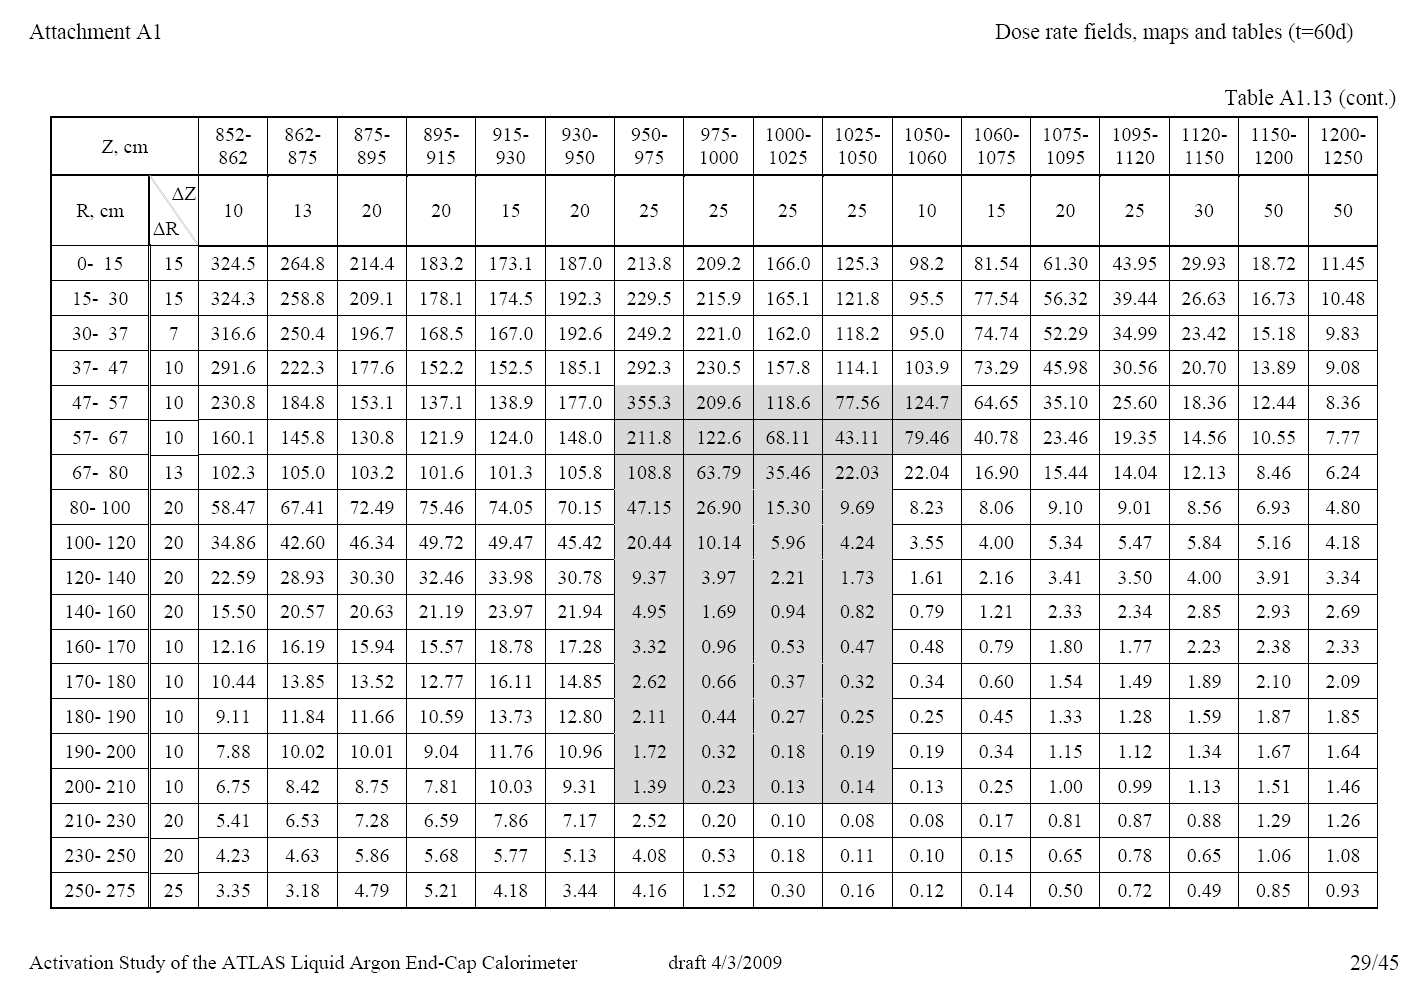 Attachment A1 Dose rate fields, maps and tables (t=60d)
Table A1.13 (cont.)
Z, cm 852-862 862-875 875-895 895-915 915-930 930-950 950-975 975-1000 1000-1025 1025-1050 1050-1060 1060-1075 1075-1095 1095-1120 1120-1150 1150-1200 1200-1250
R, cm ΔZ ΔR 10 13 20 20 15 20 25 25 25 25 10 15 20 25 30 50 50
0- 15 15 324.5 264.8 214.4 183.2 173.1 187.0 213.8 209.2 166.0 125.3 98.2 81.54 61.30 43.95 29.93 18.72 11.45
15- 30 15 324.3 258.8 209.1 178.1 174.5 192.3 229.5 215.9 165.1 121.8 95.5 77.54 56.32 39.44 26.63 16.73 10.48
30- 37 7 316.6 250.4 196.7 168.5 167.0 192.6 249.2 221.0 162.0 118.2 95.0 74.74 52.29 34.99 23.42 15.18 9.83
37- 47 10 291.6 222.3 177.6 152.2 152.5 185.1 292.3 230.5 157.8 114.1 103.9 73.29 45.98 30.56 20.70 13.89 9.08
47- 57 10 230.8 184.8 153.1 137.1 138.9 177.0 355.3 209.6 118.6 77.56 124.7 64.65 35.10 25.60 18.36 12.44 8.36
57- 67 10 160.1 145.8 130.8 121.9 124.0 148.0 211.8 122.6 68.11 43.11 79.46 40.78 23.46 19.35 14.56 10.55 7.77
67- 80 13 102.3 105.0 103.2 101.6 101.3 105.8 108.8 63.79 35.46 22.03 22.04 16.90 15.44 14.04 12.13 8.46 6.24
80- 100 20 58.47 67.41 72.49 75.46 74.05 70.15 47.15 26.90 15.30 9.69 8.23 8.06 9.10 9.01 8.56 6.93 4.80
100- 120 20 34.86 42.60 46.34 49.72 49.47 45.42 20.44 10.14 5.96 4.24 3.55 4.00 5.34 5.47 5.84 5.16 4.18
120- 140 20 22.59 28.93 30.30 32.46 33.98 30.78 9.37 3.97 2.21 1.73 1.61 2.16 3.41 3.50 4.00 3.91 3.34
140- 160 20 15.50 20.57 20.63 21.19 23.97 21.94 4.95 1.69 0.94 0.82 0.79 1.21 2.33 2.34 2.85 2.93 2.69
160- 170 10 12.16 16.19 15.94 15.57 18.78 17.28 3.32 0.96 0.53 0.47 0.48 0.79 1.80 1.77 2.23 2.38 2.33
170- 180 10 10.44 13.85 13.52 12.77 16.11 14.85 2.62 0.66 0.37 0.32 0.34 0.60 1.54 1.49 1.89 2.10 2.09
180- 190 10 9.11 11.84 11.66 10.59 13.73 12.80 2.11 0.44 0.27 0.25 0.25 0.45 1.33 1.28 1.59 1.87 1.85
190- 200 10 7.88 10.02 10.01 9.04 11.76 10.96 1.72 0.32 0.18 0.19 0.19 0.34 1.15 1.12 1.34 1.67 1.64
200- 210 10 6.75 8.42 8.75 7.81 10.03 9.31 1.39 0.23 0.13 0.14 0.13 0.25 1.00 0.99 1.13 1.51 1.46
210- 230 20 5.41 6.53 7.28 6.59 7.86 7.17 2.52 0.20 0.10 0.08 0.08 0.17 0.81 0.87 0.88 1.29 1.26
230- 250 20 4.23 4.63 5.86 5.68 5.77 5.13 4.08 0.53 0.18 0.11 0.10 0.15 0.65 0.78 0.65 1.06 1.08
250- 275 25 3.35 3.18 4.79 5.21 4.18 3.44 4.16 1.52 0.30 0.16 0.12 0.14 0.50 0.72 0.49 0.85 0.93
Activation Study of the ATLAS Liquid Argon End-Cap Calorimeter draft 4/3/2009 29/45